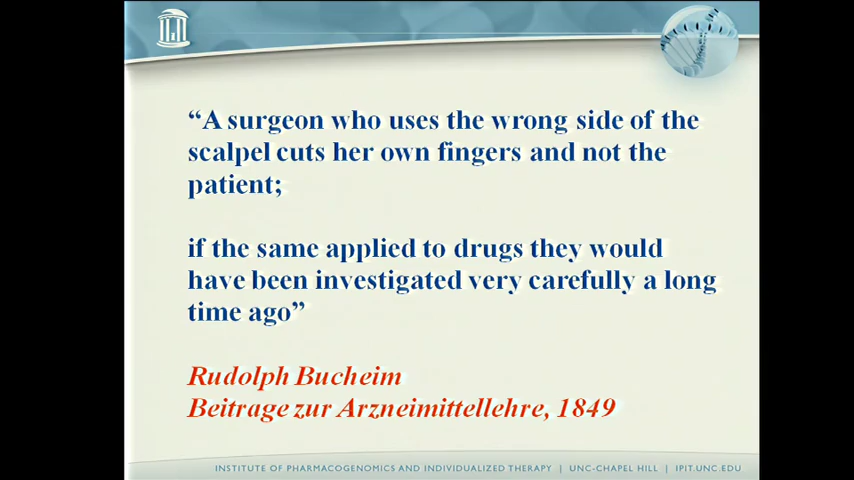 “A surgeon who uses the wrong side of the
scalpel cuts her own fingers and not the
patient;
if the same applied to drugs they would
have been investigated very carefully a long
time ago”
Rudolph Bucheim
Beitrage zur Arzneimittellehre, 1849
INSTITUTE OF PHARMACOGENOMICS AND INDIVIDUALIZED THERAPY | UNC-CHAPEL HILL | IPIT.UNC.EDU